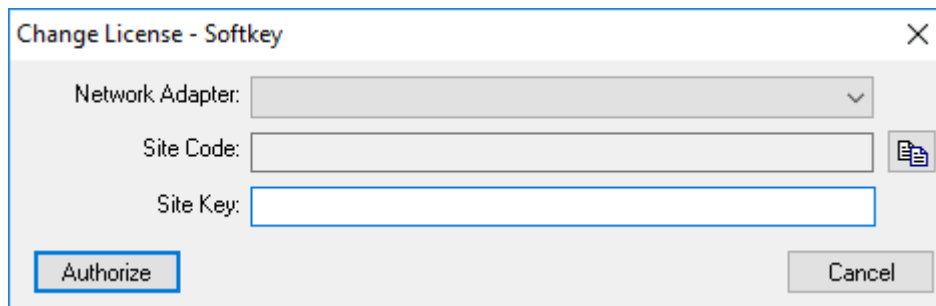 Change License - Softkey
Network Adapter:
Site Code:
Site Key:
Authorize
Cancel